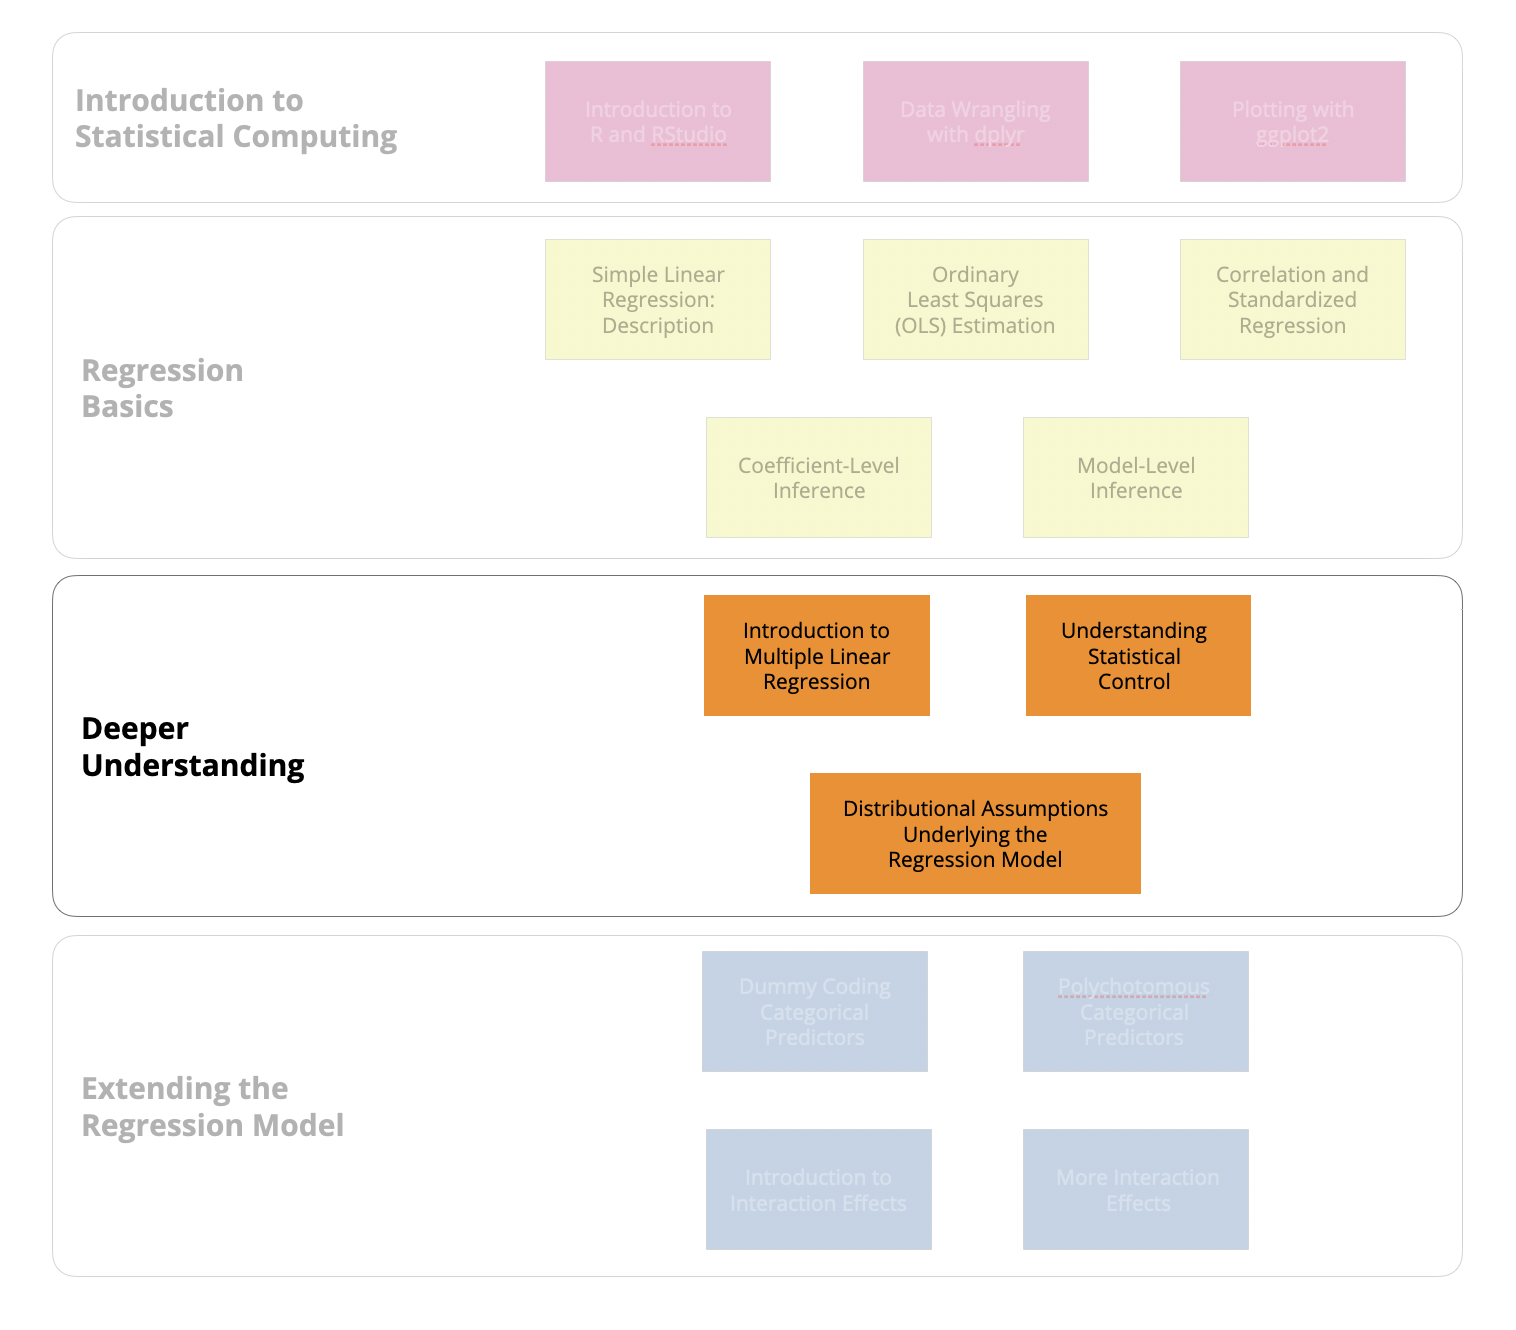 Introduction to
Statistical Computing
Introduction to
R and RStudio
Data Wrangling
with dplyr
Plotting with
ggplot2
Regression
Basics
Simple Linear
Regression:
Description
Ordinary
Least Squares
(OLS) Estimation
Correlation and
Standardized
Regression
Coefficient-Level
Inference
Model-Level
Inference
Deeper
Understanding
Introduction to
Multiple Linear
Regression
Understanding
Statistical
Control
Distributional Assumptions
Underlying the
Regression Model
Extending the
Regression Model
Dummy Coding
Categorical
Predictors
Polychotomous
Categorical
Predictors
Introduction to
Interaction Effects
More Interaction
Effects